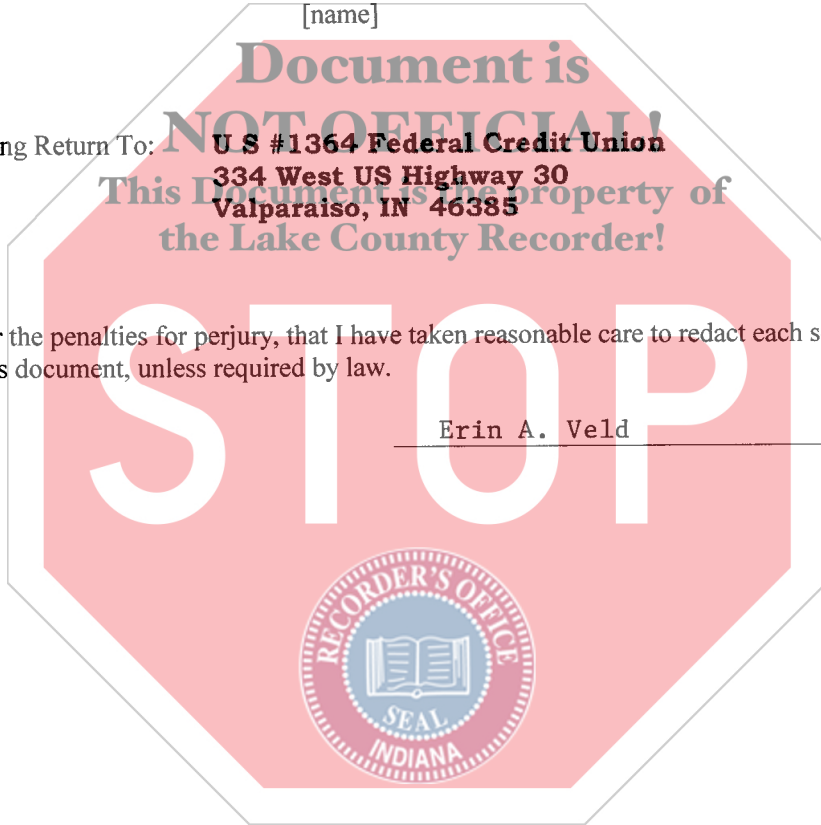 [name]
Document is
NOT OFFICIAL!
ng Return To: U S #1364 Federal Credit Union
334 West US Highway 30
This Document is the property of
Valparaiso, IN 46385
the Lake County Recorder!
the penalties for perjury, that I have taken reasonable care to redact each s
s document, unless required by law.
Erin A. Veld
STOP
RECORDER'S OFFICE
SEAL
INDIANA